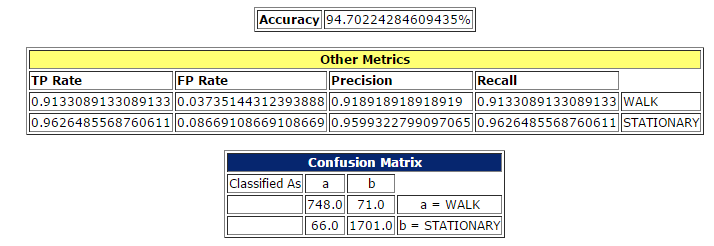 Accuracy 94.70224284609435%
Other Metrics
TP Rate FP Rate Precision Recall
0.9133089133089133 0.03735144312393888 0.918918918918919 0.9133089133089133 WALK
0.9626485568760611 0.08669108669108669 0.9599322799097065 0.9626485568760611 STATIONARY
Confusion Matrix
Classified As a b
748.0 71.0 a = WALK
66.0 1701.0 b = STATIONARY